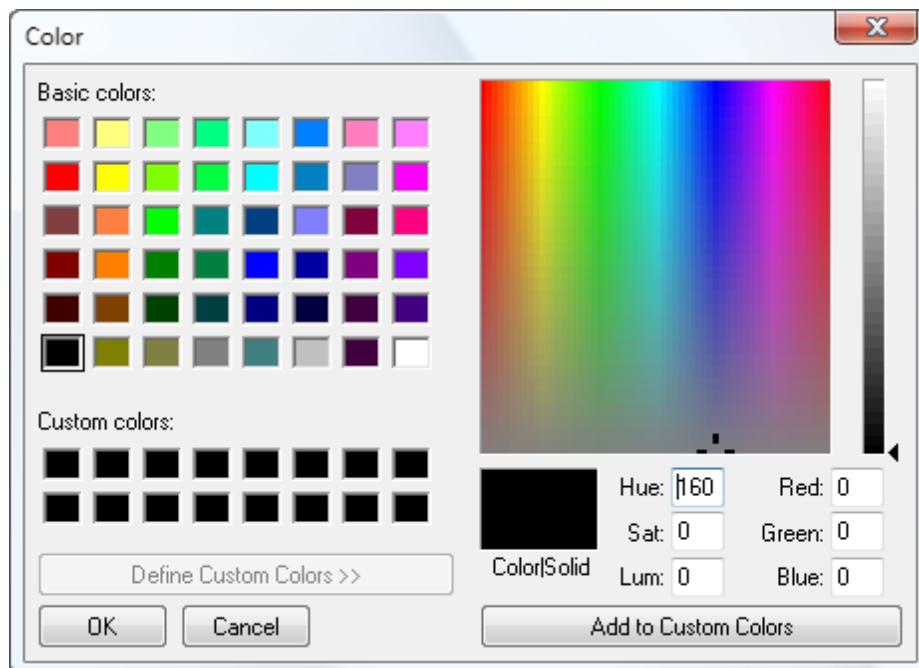 Color
Basic colors:
Custom colors:
Define Custom Colors >>
OK
Cancel
Color|Solid
Hue: 160
Sat: 0
Lum: 0
Red: 0
Green: 0
Blue: 0
Add to Custom Colors